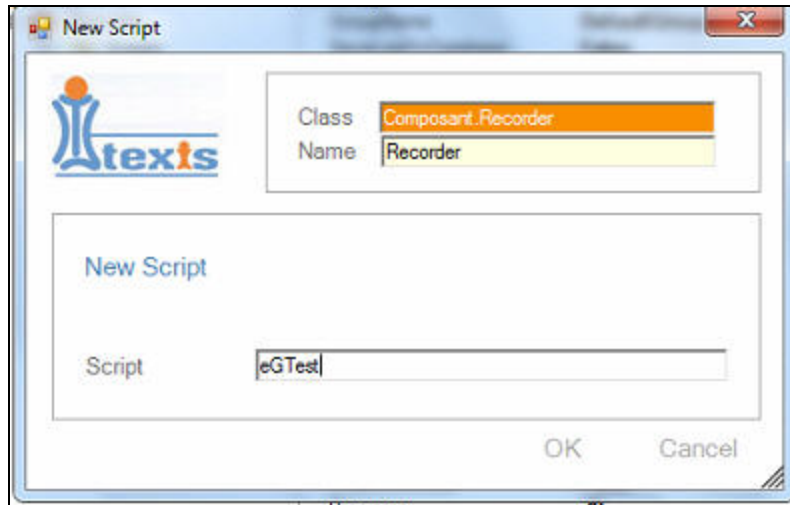 New Script
texis
Class Composant.Recorder
Name Recorder
New Script
Script eGTest
OK Cancel